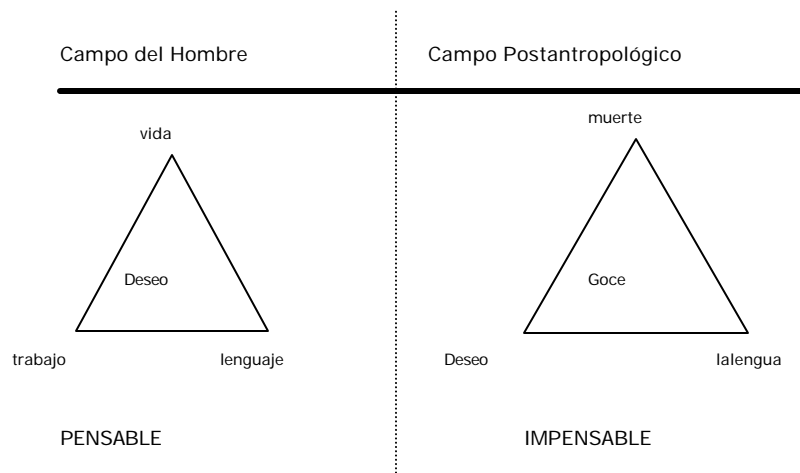 Campo del Hombre
Campo Postantropológico
vida
muerte
Deseo
Goce
trabajo
lenguaje
Deseo
lalengua
PENSABLE
IMPENSABLE